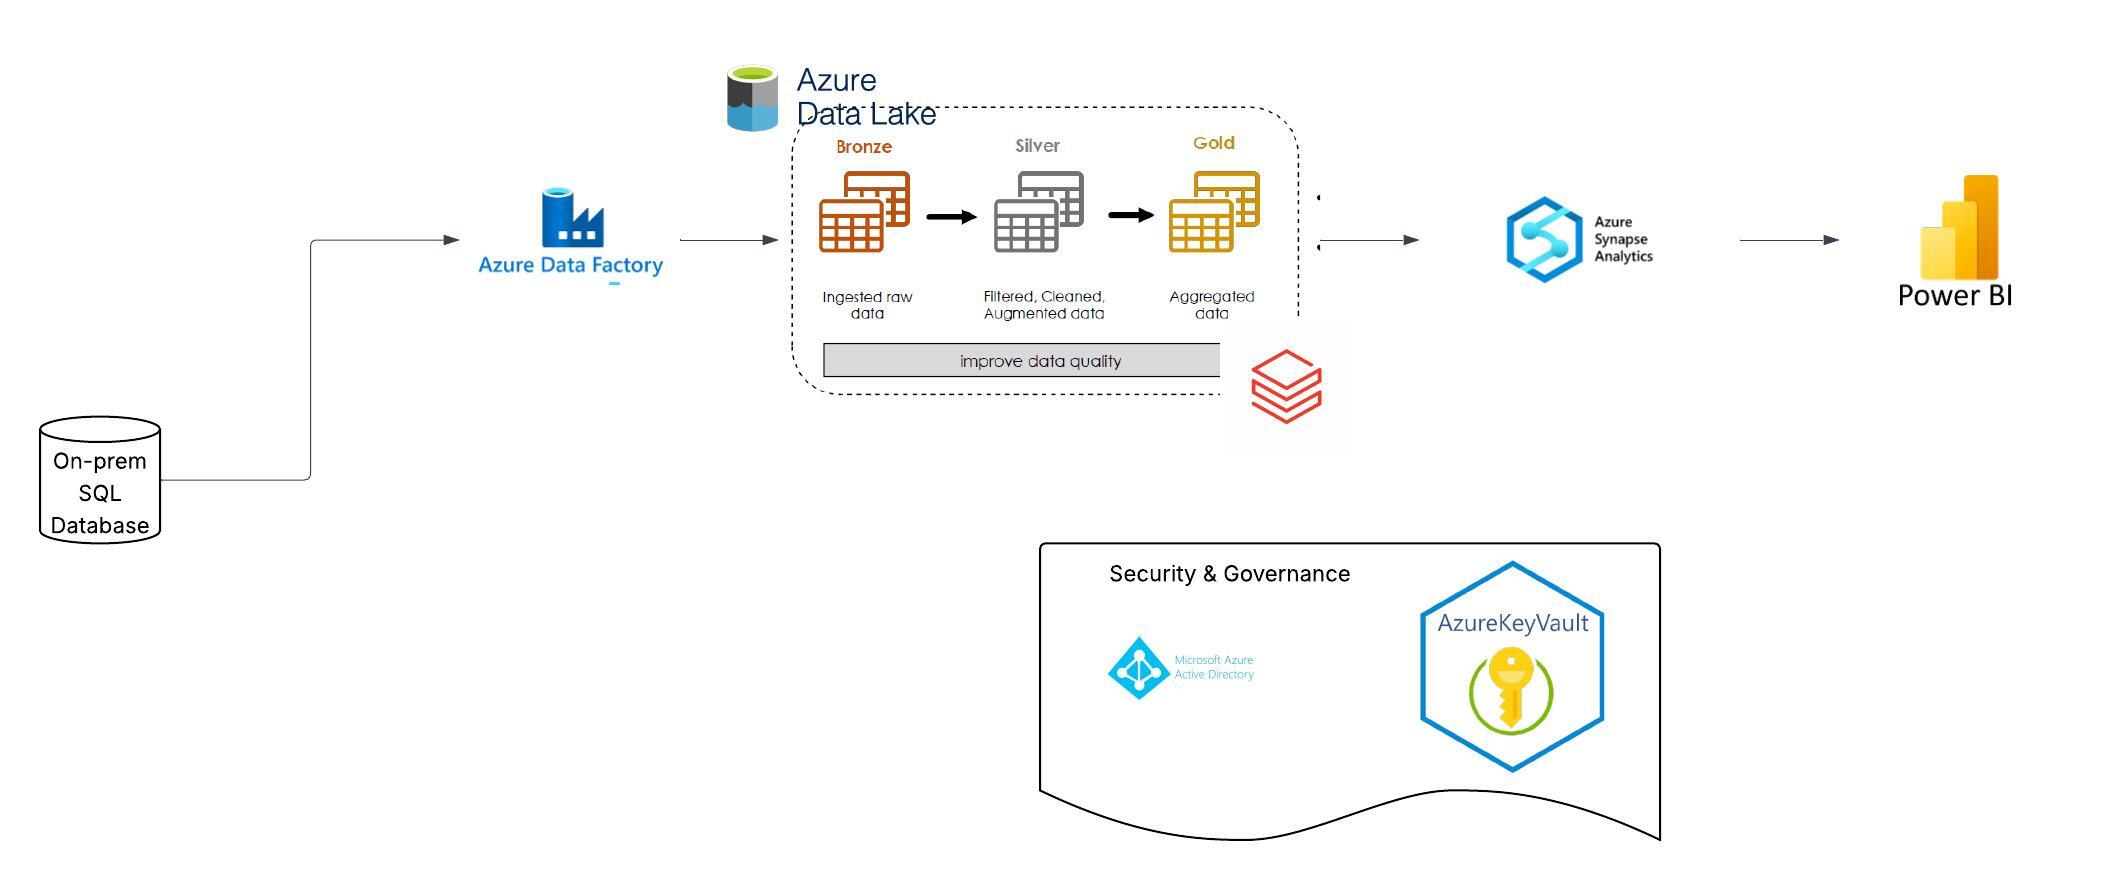 Azure
Data Lake
Bronze
Silver
Gold
Azure Data Factory
Ingested raw
data
Filtered, Cleaned,
Augmented data
Aggregated
data
improve data quality
Azure
Synapse
Analytics
Power BI
On-prem
SQL
Database
Security & Governance
Microsoft Azure
Active Directory
AzureKeyVault